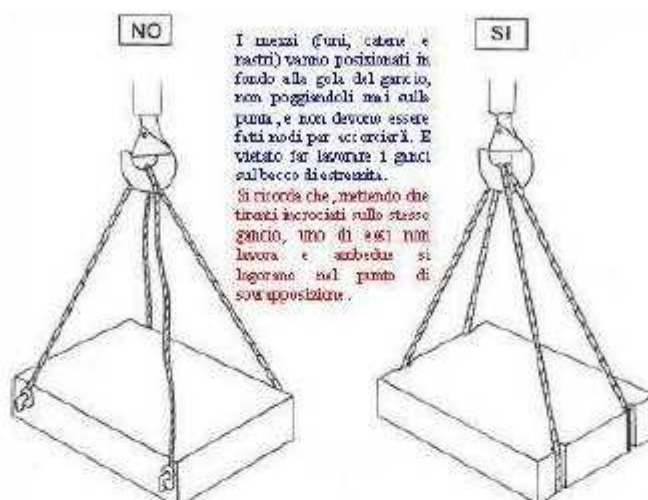 NO
SI
I mezzi (funi, catene e
nastri) vanno posizionati in
fondo alla gola del gancio,
non poggiandoli mai sulla
punta, e non devono essere
fatti nodi per accorciarli. E
vietato far lavorare i ganci
sul becco di estremità.
Si ricorda che, mettendo due
tiranti incrociati sullo stesso
gancio, uno di essi non
lavora e ambedue si
logorano nel punto di
sovrapposizione.